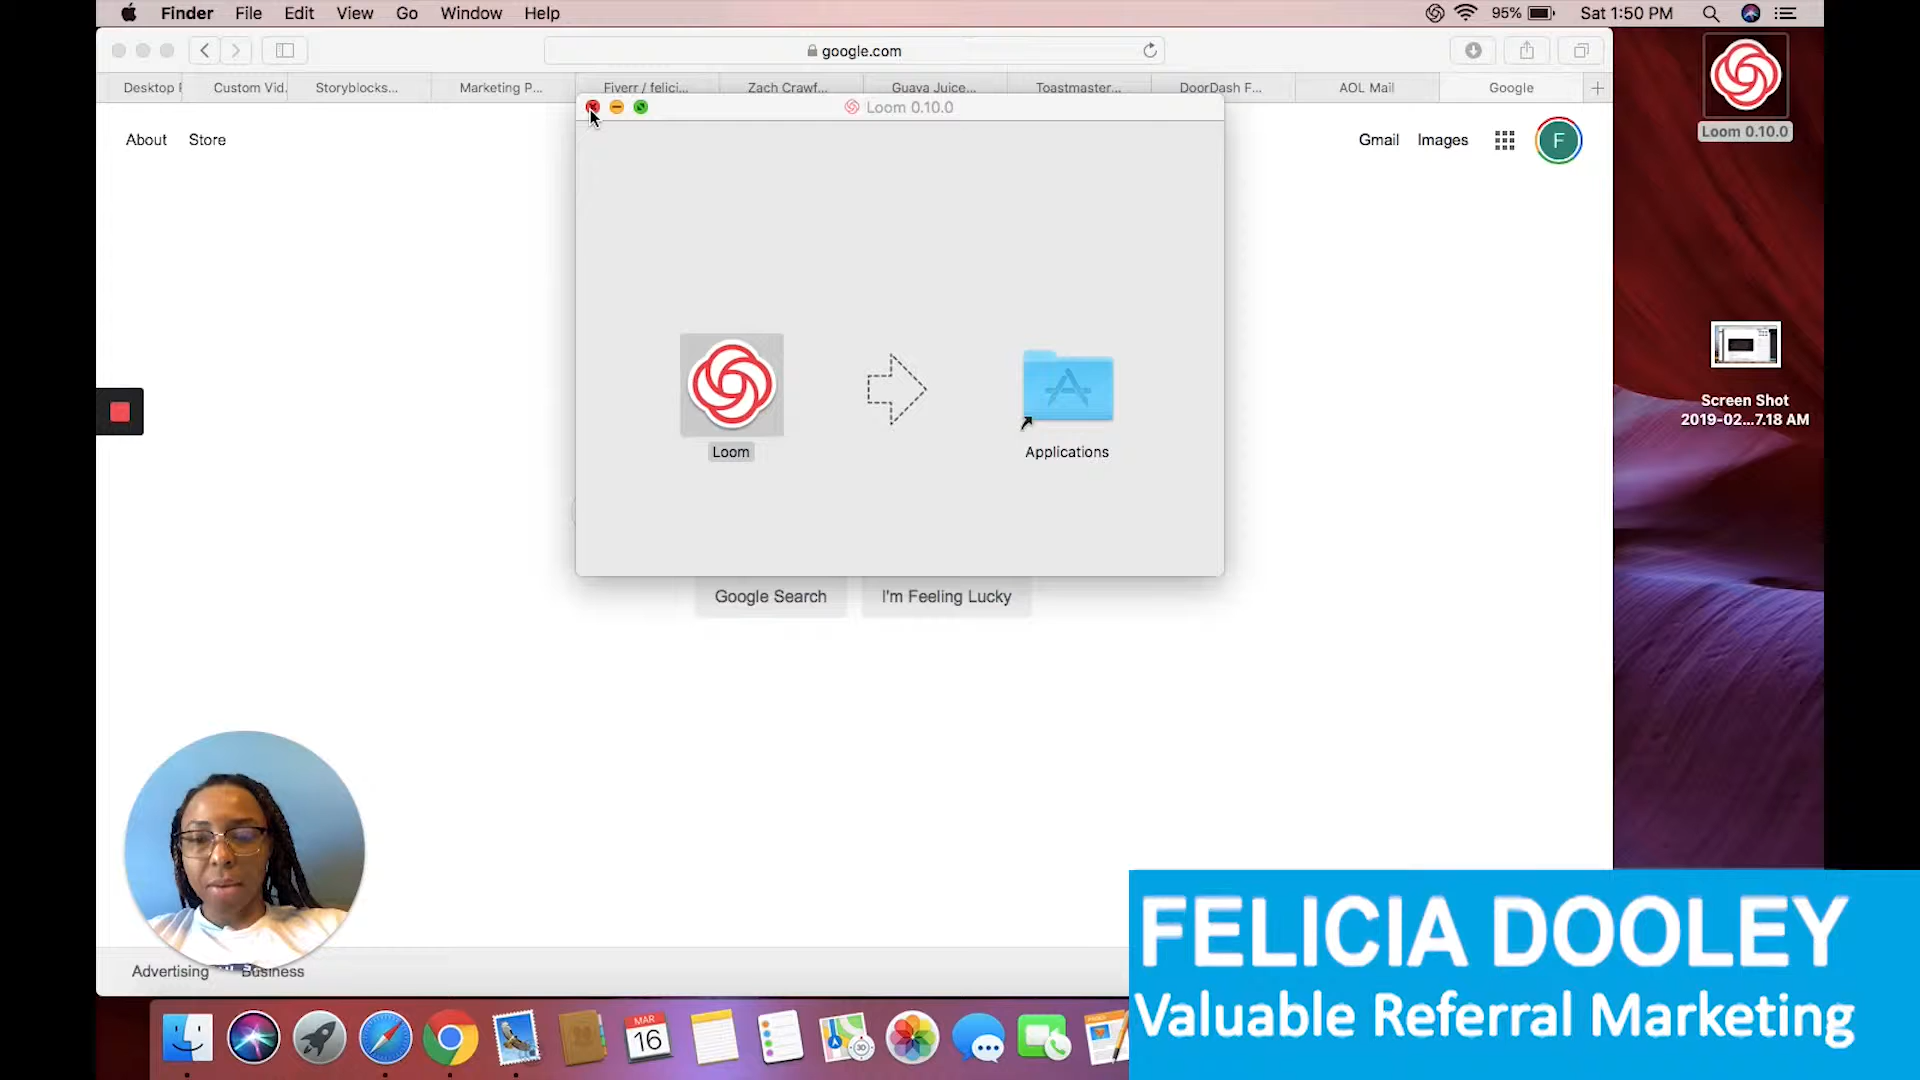 Finder File Edit View Go Window Help
95% Sat 1:50 PM
google.com
Desktop F
Custom Vid.
Storyblocks...
Marketing P...
Fiverr / felici...
Zach Crawf...
Guava Juice...
Toastmaster...
DoorDash F...
AOL Mail
Google
Loom 0.10.0
Loom 0.10.0
About Store
Gmail Images
F
Loom
Applications
Screen Shot
2019-02...7.18 AM
Google Search
I'm Feeling Lucky
Advertising Business
FELICIA DOOLEY
Valuable Referral Marketing
MAR
16
3D